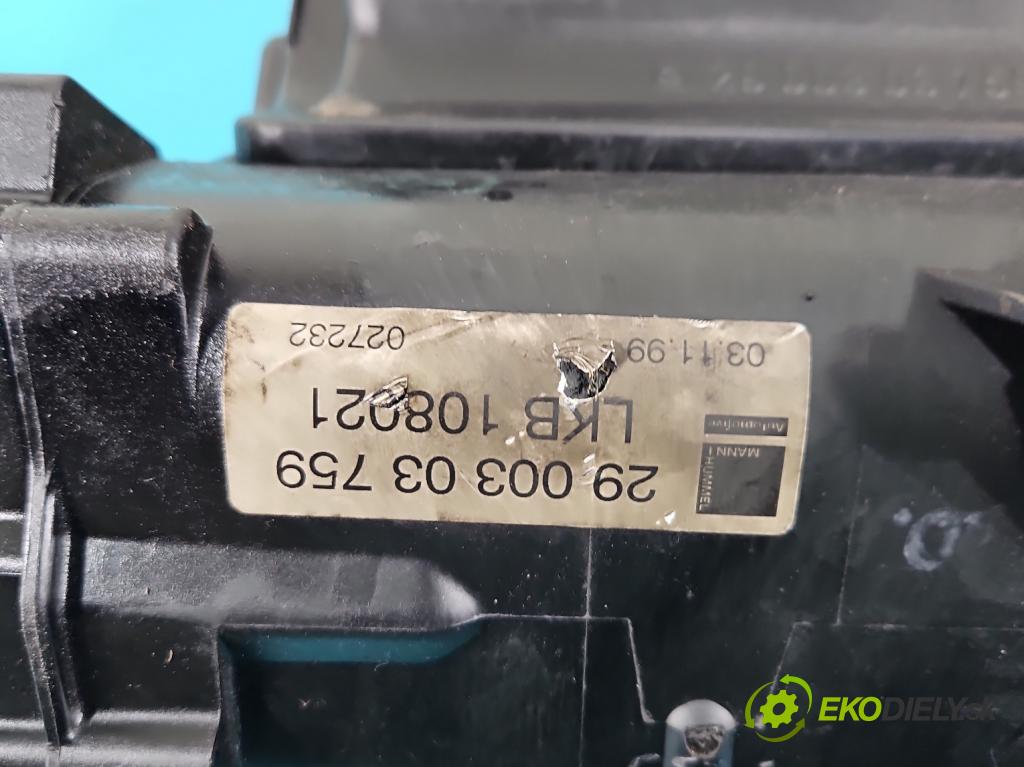 MANN
HUMMEL
Automotive
29 003 03 759
LKB 108021
03.11.99
027232
EKODIELY.sk